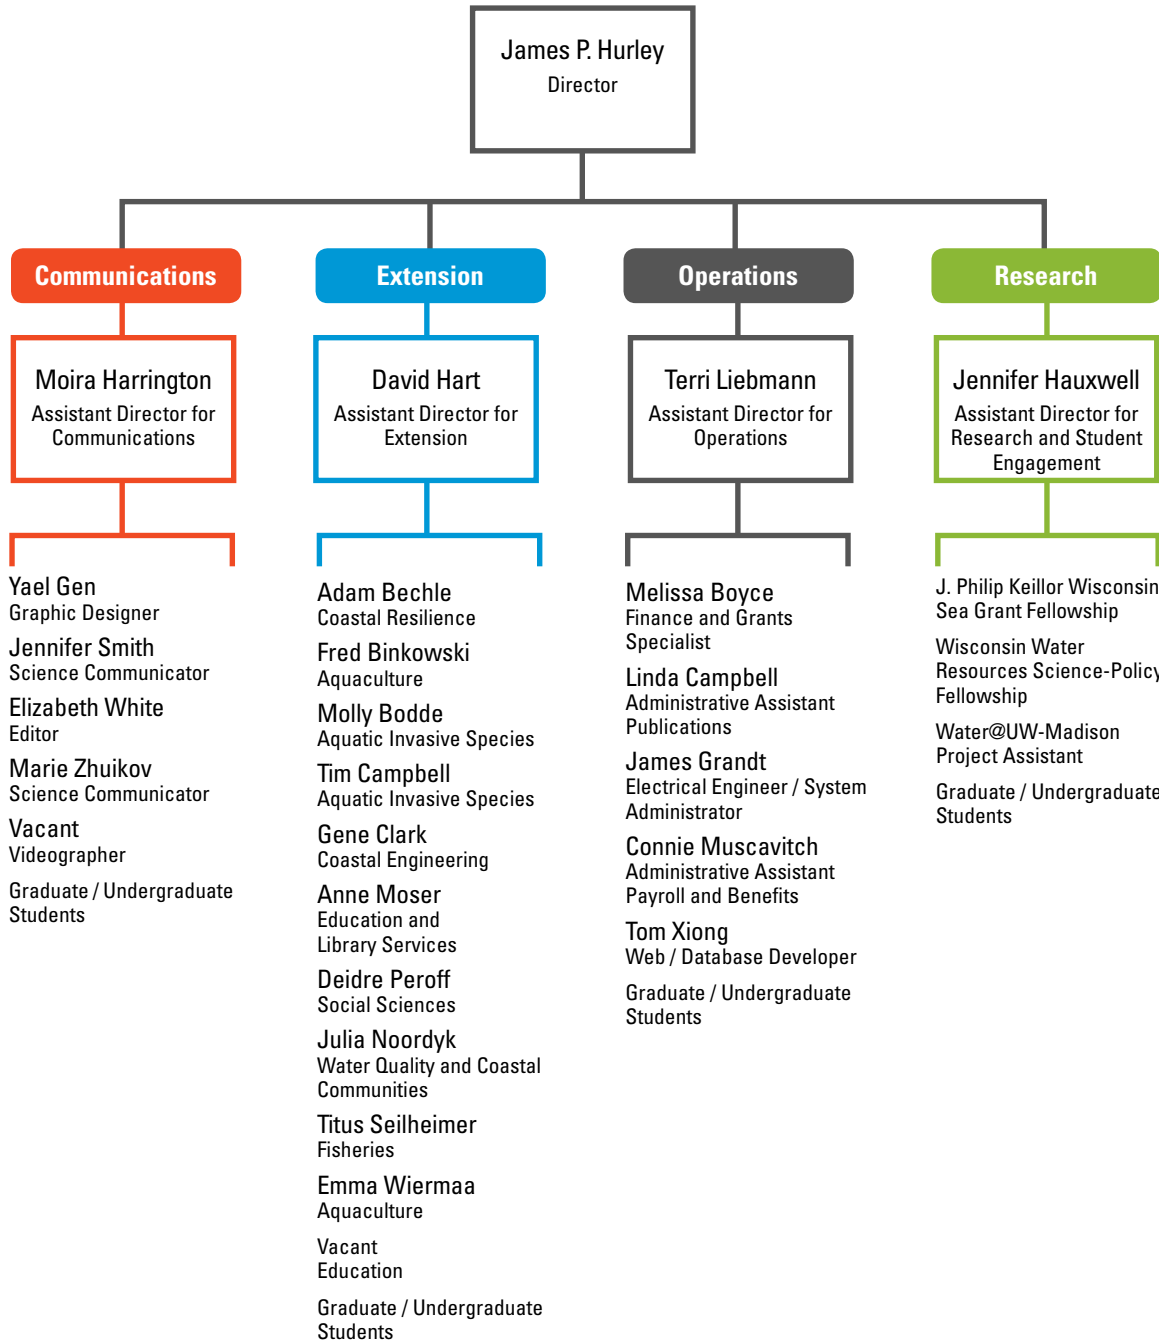 James P. Hurley
Director
Communications
Extension
Operations
Research
Moira Harrington
Assistant Director for
Communications
David Hart
Assistant Director for
Extension
Terri Liebmann
Assistant Director for
Operations
Jennifer Hauxwell
Assistant Director for
Research and Student
Engagement
Yael Gen
Graphic Designer
Jennifer Smith
Science Communicator
Elizabeth White
Editor
Marie Zhuikov
Science Communicator
Vacant
Videographer
Graduate / Undergraduate
Students
Adam Bechle
Coastal Resilience
Fred Binkowski
Aquaculture
Molly Bodde
Aquatic Invasive Species
Tim Campbell
Aquatic Invasive Species
Gene Clark
Coastal Engineering
Anne Moser
Education and
Library Services
Deidre Peroff
Social Sciences
Julia Noordyk
Water Quality and Coastal
Communities
Titus Seilheimer
Fisheries
Emma Wiermaa
Aquaculture
Vacant
Education
Graduate / Undergraduate
Students
Melissa Boyce
Finance and Grants
Specialist
Linda Campbell
Administrative Assistant
Publications
James Grandt
Electrical Engineer / System
Administrator
Connie Muscavitch
Administrative Assistant
Payroll and Benefits
Tom Xiong
Web / Database Developer
Graduate / Undergraduate
Students
J. Philip Keillor Wisconsin
Sea Grant Fellowship
Wisconsin Water
Resources Science-Policy
Fellowship
Water@UW-Madison
Project Assistant
Graduate / Undergraduate
Students